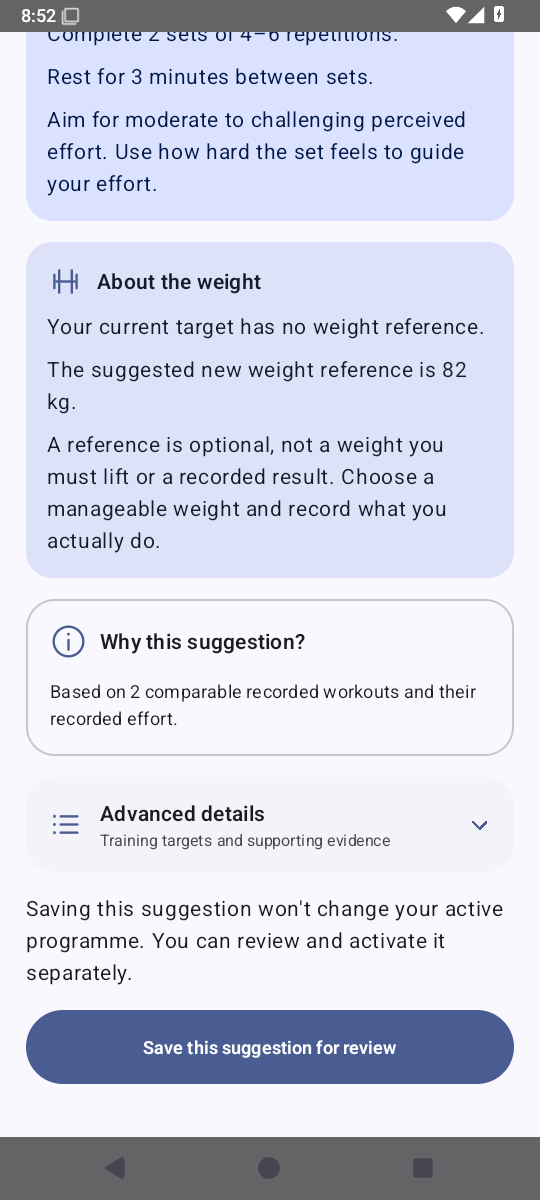 8:52
Complete 2 sets of 4–6 repetitions.
Rest for 3 minutes between sets.
Aim for moderate to challenging perceived
effort. Use how hard the set feels to guide
your effort.
About the weight
Your current target has no weight reference.
The suggested new weight reference is 82
kg.
A reference is optional, not a weight you
must lift or a recorded result. Choose a
manageable weight and record what you
actually do.
Why this suggestion?
Based on 2 comparable recorded workouts and their
recorded effort.
Advanced details
Training targets and supporting evidence
Saving this suggestion won't change your active
programme. You can review and activate it
separately.
Save this suggestion for review